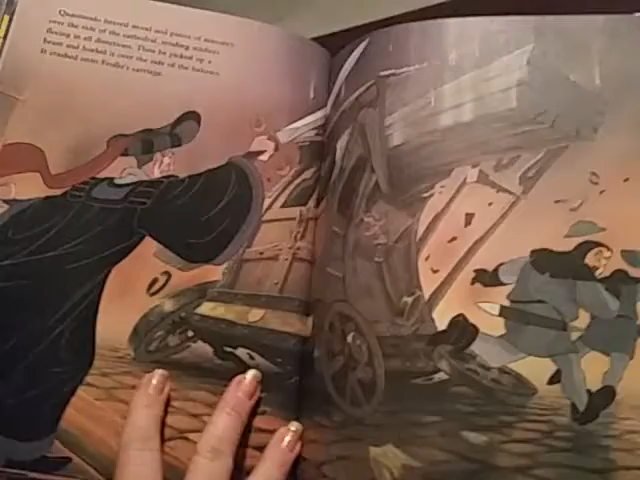 Quasimodo heaved wood and pieces of masonry
over the side of the cathedral, sending soldiers
fleeing in all directions. Then he picked up a
beam and hurled it over the side of the balcony.
It crashed onto Frollo's carriage.